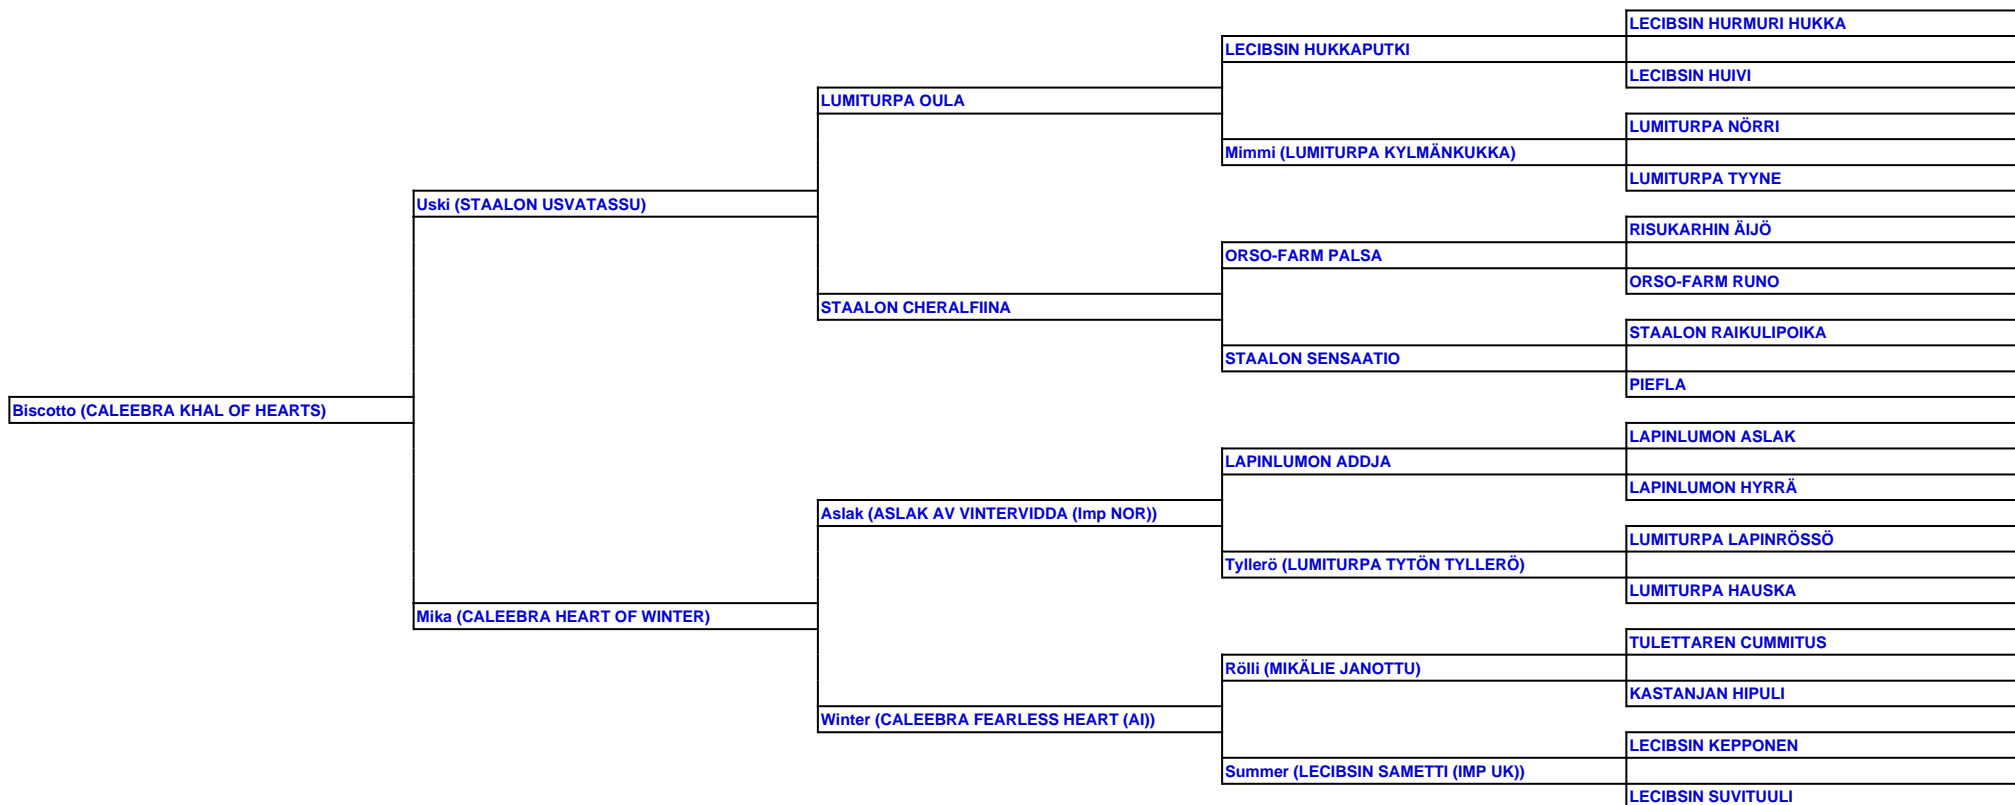 LECIBSIN HURMURI HUKKA
LECIBSIN HUKKAPUTKI
LECIBSIN HUIVI
LUMITURPA OULA
LUMITURPA NÖRRI
Mimmi (LUMITURPA KYLMÄNKUKKA)
LUMITURPA TYYNE
Uski (STAALON USVATASSU)
RISUKARHIN ÄIJÖ
ORSO-FARM PALSA
ORSO-FARM RUNO
STAALON CHERALFIINA
STAALON RAIKULIPOIKA
STAALON SENSAATIO
PIEFLA
Biscotto (CALEEBRA KHAL OF HEARTS)
LAPINLUMON ASLAK
LAPINLUMON ADDJA
LAPINLUMON HYRRÄ
Aslak (ASLAK AV VINTERVIDDA (Imp NOR))
LUMITURPA LAPINRÖSSÖ
Tyllerö (LUMITURPA TYTÖN TYLLERÖ)
LUMITURPA HAUSKA
Mika (CALEEBRA HEART OF WINTER)
TULETTAREN CUMMITUS
Rölli (MIKÄLIE JANOTTU)
KASTANJAN HIPULI
Winter (CALEEBRA FEARLESS HEART (AI))
LECIBSIN KEPPONEN
Summer (LECIBSIN SAMETTI (IMP UK))
LECIBSIN SUVITUULI